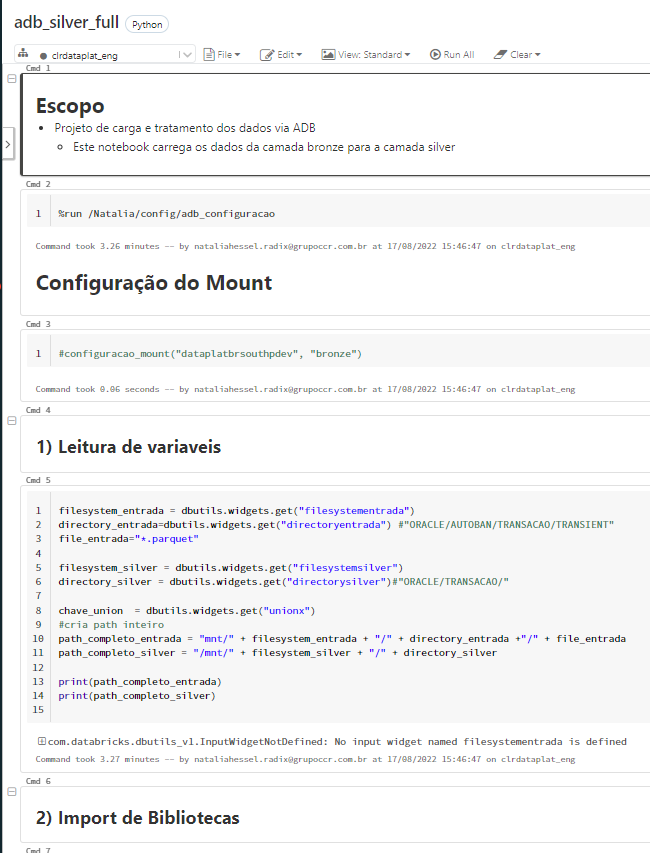 adb_silver_full Python
clrdataplat_eng File Edit View: Standard Run All Clear
Cmd 1
Escopo
• Projeto de carga e tratamento dos dados via ADB
◦ Este notebook carrega os dados da camada bronze para a camada silver
Cmd 2
1 %run /Natalia/config/adb_configuracao
Command took 3.26 minutes -- by nataliahessel.radix@grupoccr.com.br at 17/08/2022 15:46:47 on clrdataplat_eng
Configuração do Mount
Cmd 3
1 #configuracao_mount("dataplatbrsouthpdev", "bronze")
Command took 0.06 seconds -- by nataliahessel.radix@grupoccr.com.br at 17/08/2022 15:46:47 on clrdataplat_eng
Cmd 4
1) Leitura de variaveis
Cmd 5
1 filesystem_entrada = dbutils.widgets.get("filesystementrada")
2 directory_entrada=dbutils.widgets.get("directoryentrada") #"ORACLE/AUTOBAN/TRANSACAO/TRANSIENT"
3 file_entrada="*.parquet"
4
5 filesystem_silver = dbutils.widgets.get("filesystemsilver")
6 directory_silver = dbutils.widgets.get("directorysilver")#"ORACLE/TRANSACAO/"
7
8 chave_union  = dbutils.widgets.get("unionx")
9 #cria path inteiro
10 path_completo_entrada = "mnt/" + filesystem_entrada + "/" + directory_entrada +"/" + file_entrada
11 path_completo_silver = "/mnt/" + filesystem_silver + "/" + directory_silver
12
13 print(path_completo_entrada)
14 print(path_completo_silver)
15
com.databricks.dbutils_v1.InputWidgetNotDefined: No input widget named filesystementrada is defined
Command took 3.27 minutes -- by nataliahessel.radix@grupoccr.com.br at 17/08/2022 15:46:47 on clrdataplat_eng
Cmd 6
2) Import de Bibliotecas
Cmd 7